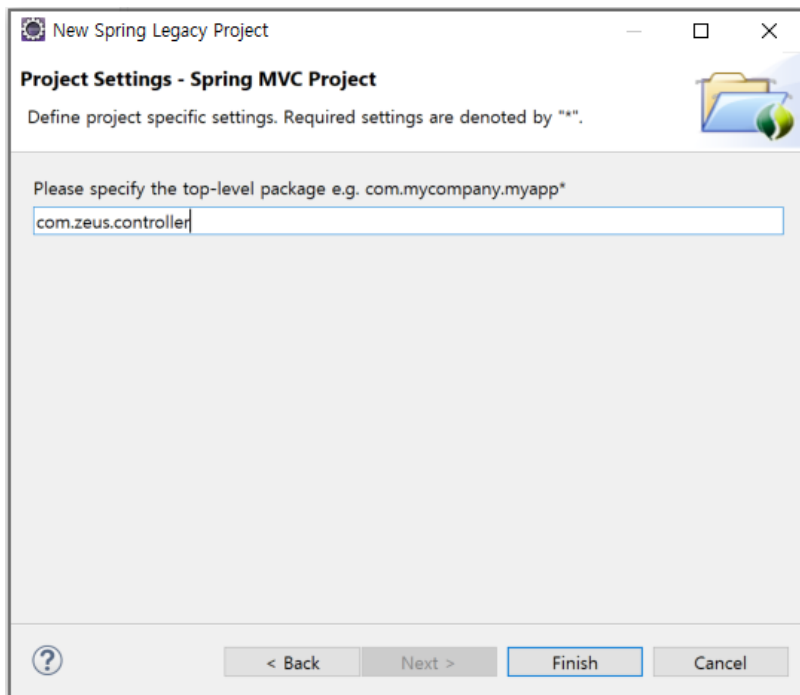 New Spring Legacy Project
Project Settings - Spring MVC Project
Define project specific settings. Required settings are denoted by "*".
Please specify the top-level package e.g. com.mycompany.myapp*
com.zeus.controller
?
< Back
Next >
Finish
Cancel